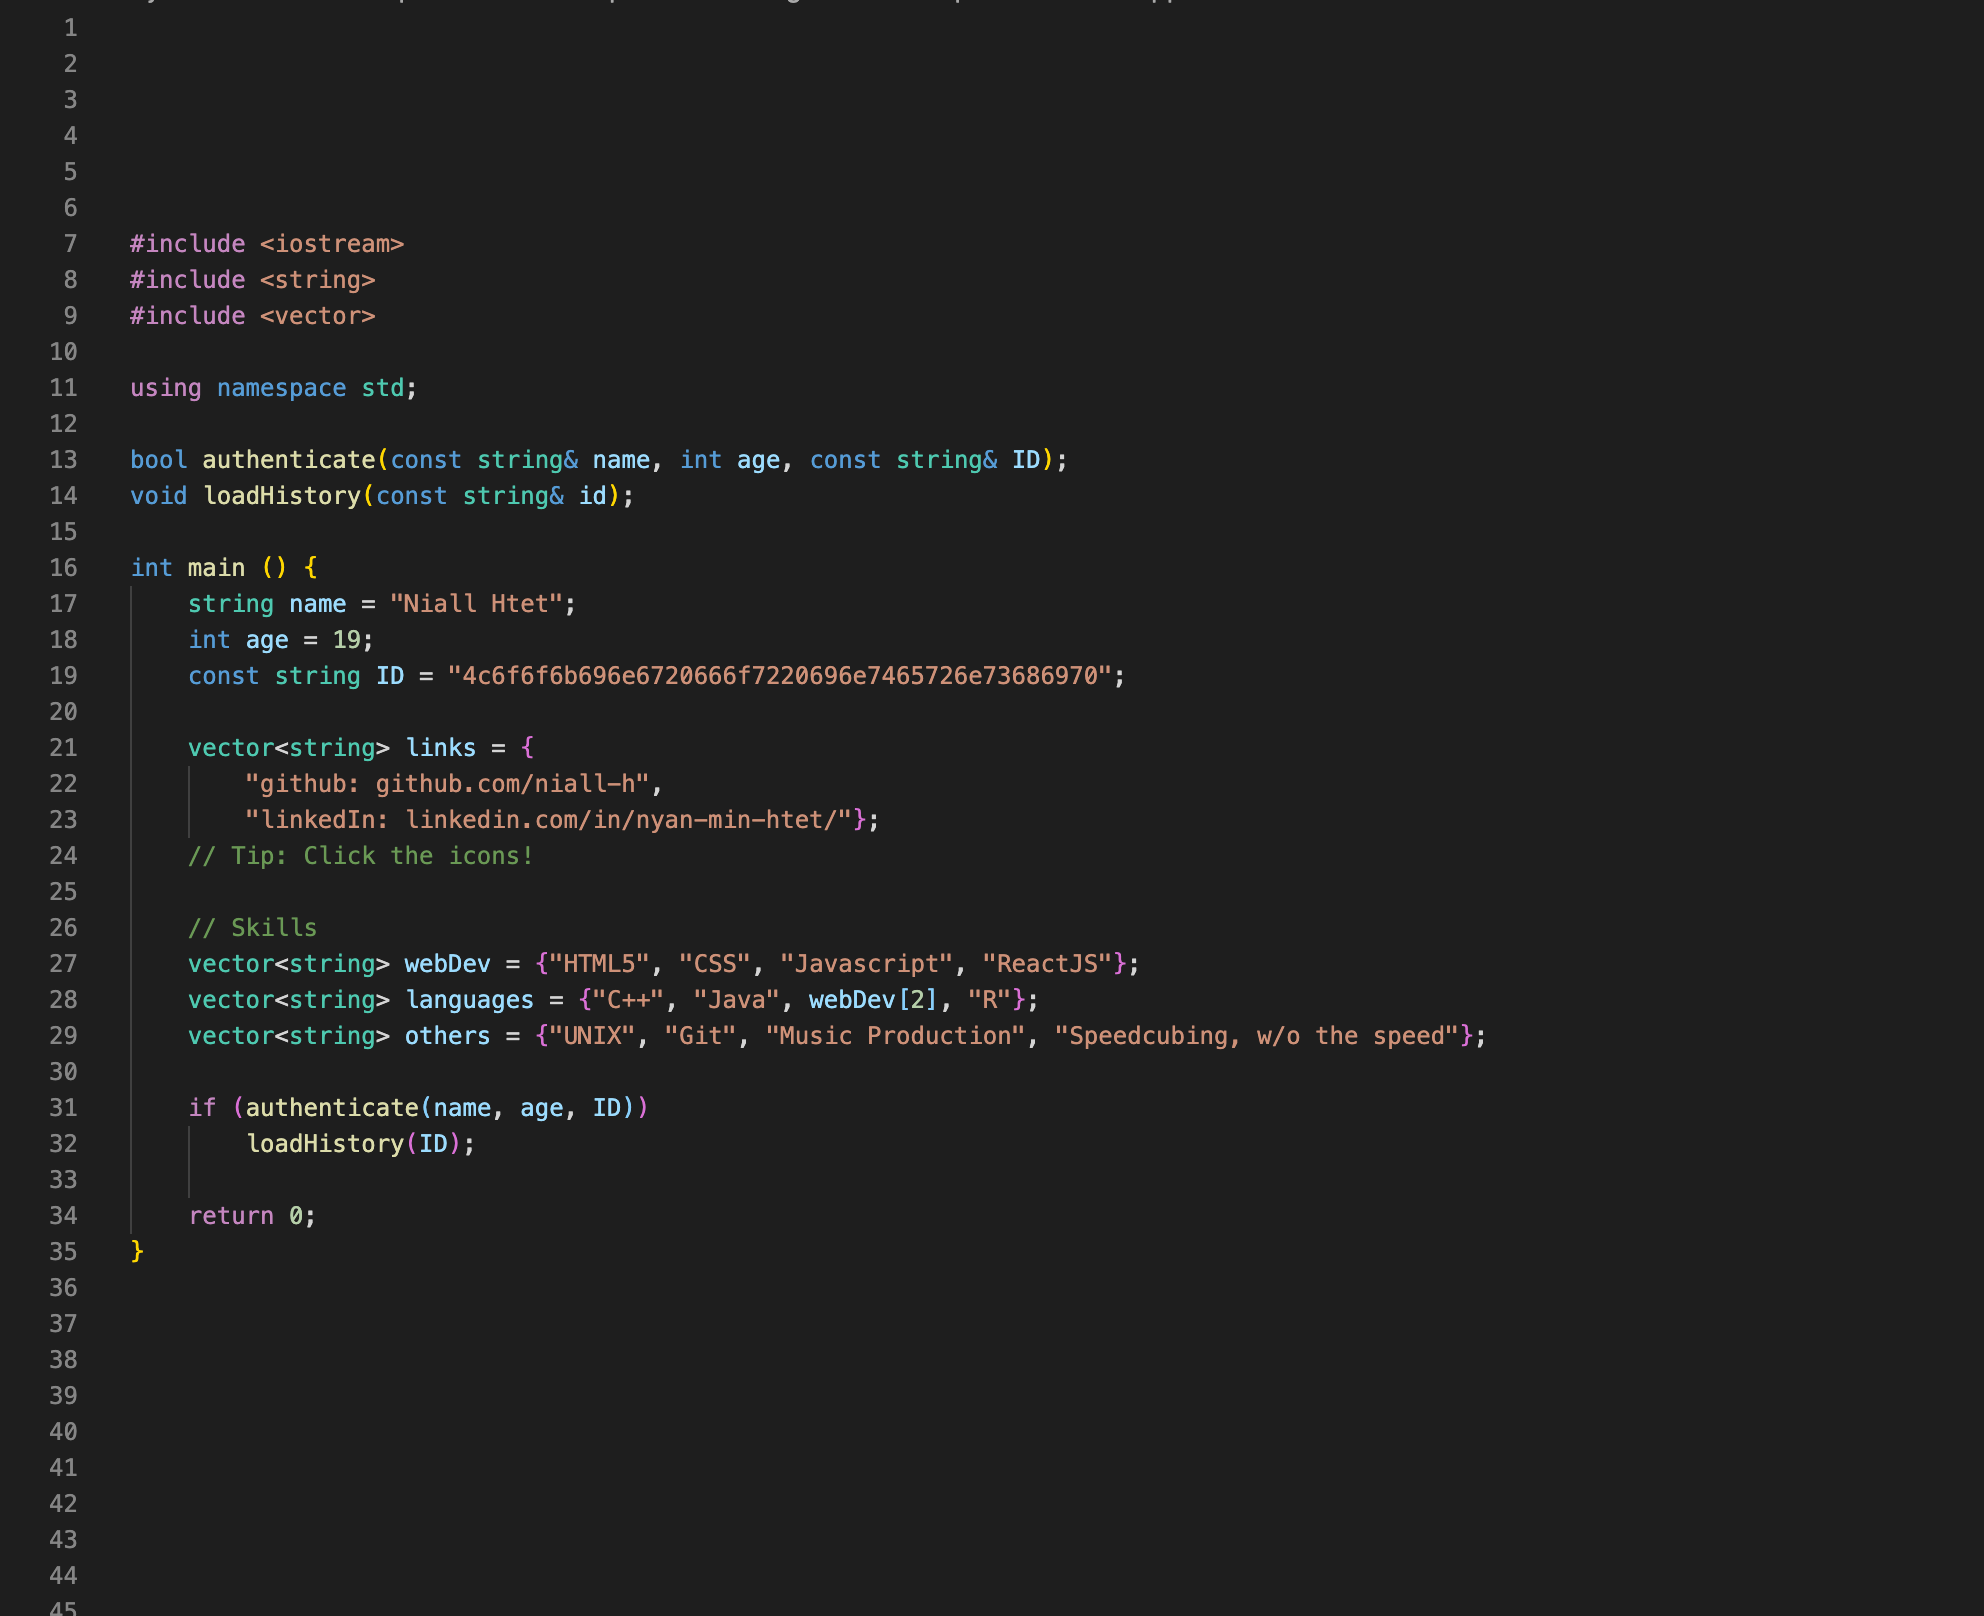 1
2
3
4
5
6
7 #include <iostream>
8 #include <string>
9 #include <vector>
10
11 using namespace std;
12
13 bool authenticate(const string& name, int age, const string& ID);
14 void loadHistory(const string& id);
15
16 int main () {
17     string name = "Niall Htet";
18     int age = 19;
19     const string ID = "4c6f6f6b696e6720666f7220696e7465726e73686970";
20
21     vector<string> links = {
22         "github: github.com/niall-h",
23         "linkedIn: linkedin.com/in/nyan-min-htet/"};
24     // Tip: Click the icons!
25
26     // Skills
27     vector<string> webDev = {"HTML5", "CSS", "Javascript", "ReactJS"};
28     vector<string> languages = {"C++", "Java", webDev[2], "R"};
29     vector<string> others = {"UNIX", "Git", "Music Production", "Speedcubing, w/o the speed"};
30
31     if (authenticate(name, age, ID))
32         loadHistory(ID);
33
34     return 0;
35 }
36
37
38
39
40
41
42
43
44
45